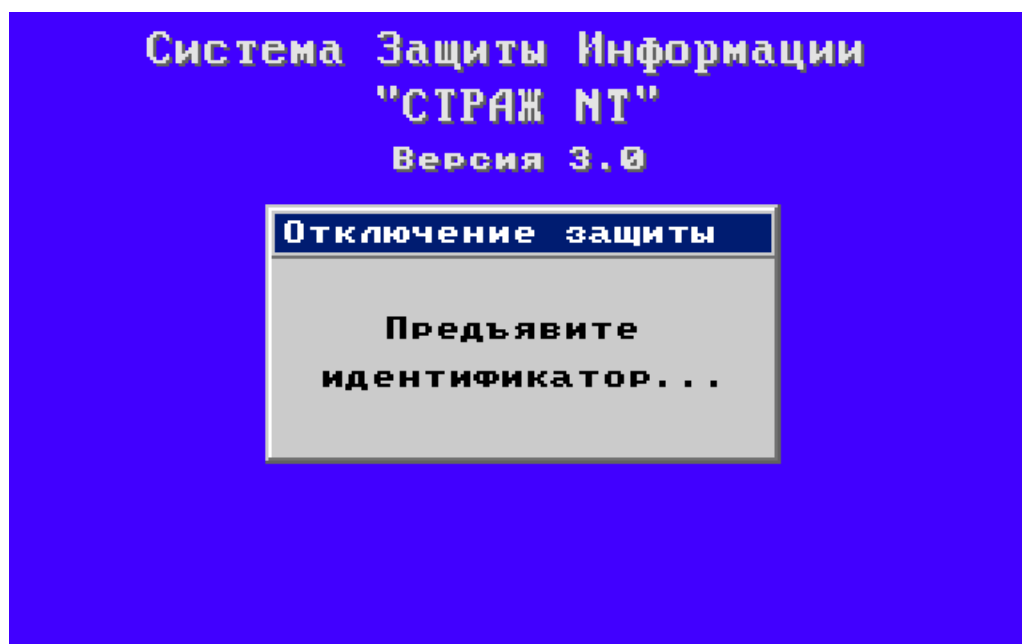 Система Защиты Информации
"СТРАЖ NT"
Версия 3.0
Отключение защиты
Предъявите
идентификатор...